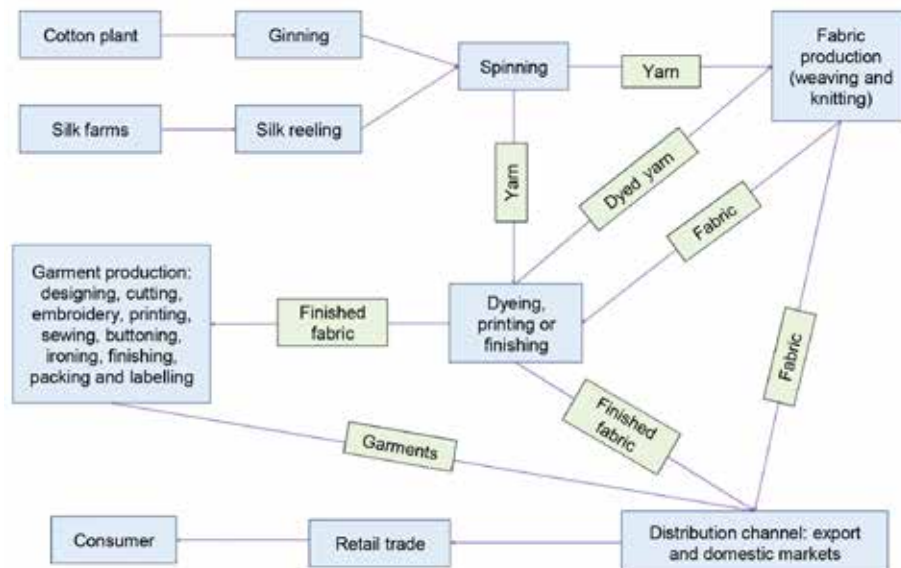 Cotton plant
Ginning
Spinning
Yarn
Fabric
production
(weaving and
knitting)
Silk farms
Silk reeling
Yarn
Dyed yarn
Fabric
Garment production:
designing, cutting,
embroidery, printing,
sewing, buttoning,
ironing, finishing,
packing and labelling
Finished
fabric
Dyeing,
printing or
finishing
Fabric
Garments
Finished
fabric
Consumer
Retail trade
Distribution channel: export
and domestic markets